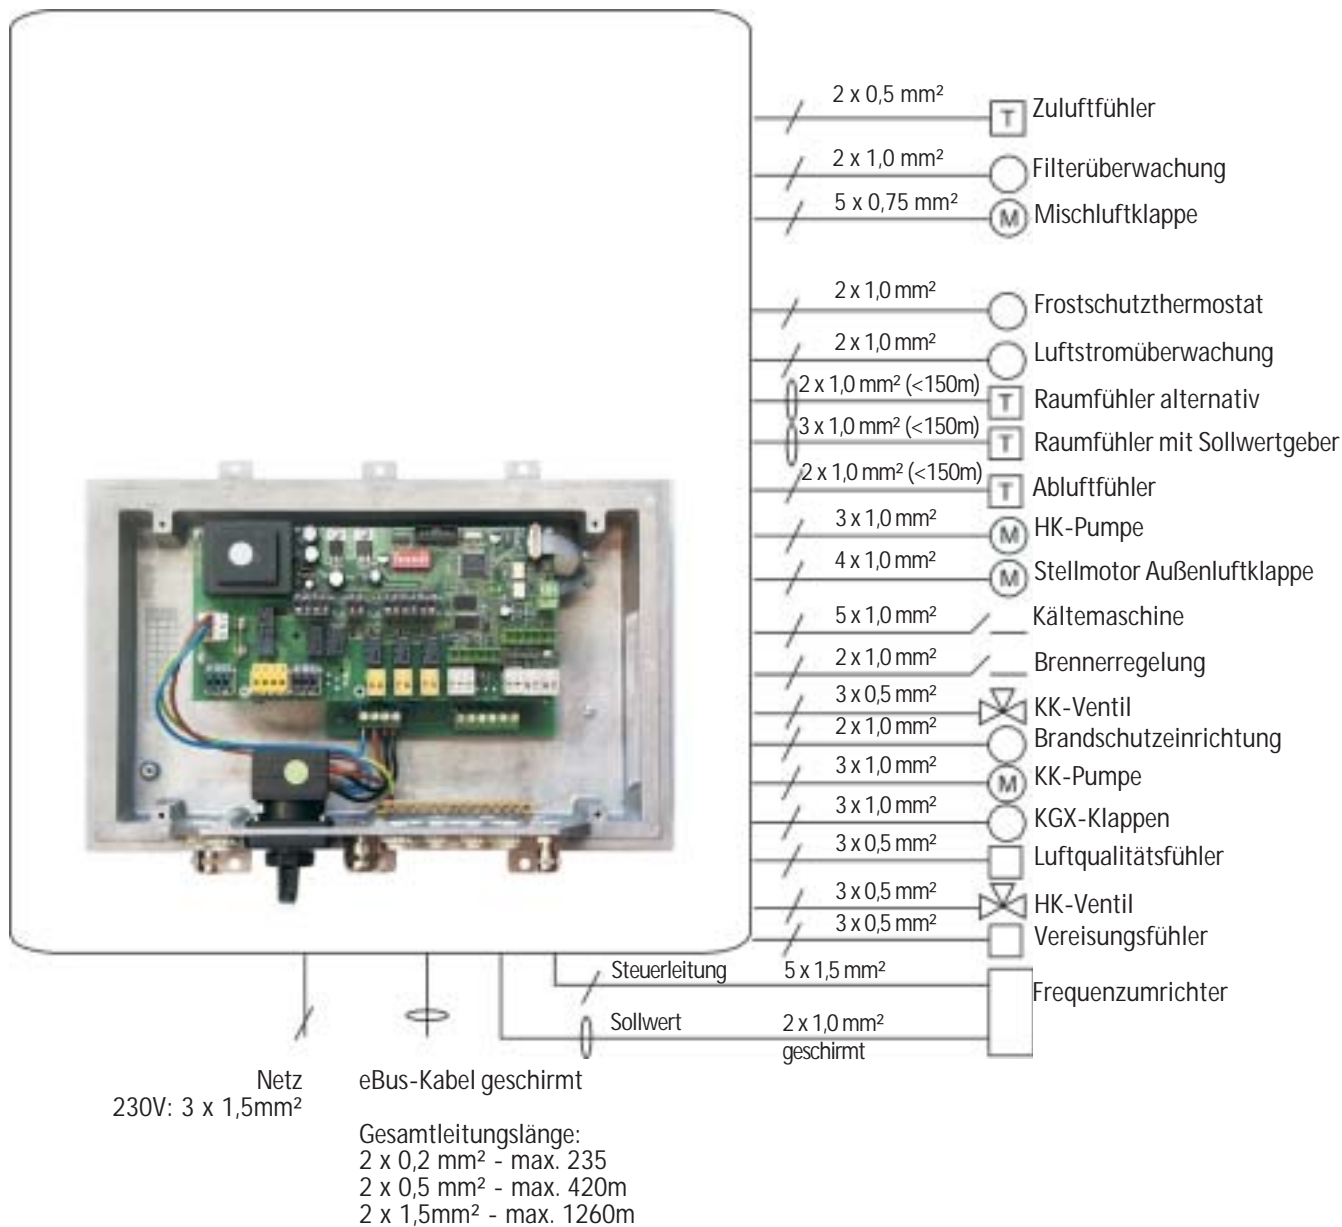 2 x 0,5 mm²
T
Zuluftfühler
2 x 1,0 mm²
Filterüberwachung
5 x 0,75 mm²
M
Mischluftklappe
2 x 1,0 mm²
Frostschutzthermostat
2 x 1,0 mm²
Luftstromüberwachung
2 x 1,0 mm² (<150m)
T
Raumfühler alternativ
3 x 1,0 mm² (<150m)
T
Raumfühler mit Sollwertgeber
2 x 1,0 mm² (<150m)
T
Abluftfühler
3 x 1,0 mm²
M
HK-Pumpe
4 x 1,0 mm²
M
Stellmotor Außenluftklappe
5 x 1,0 mm²
Kältemaschine
2 x 1,0 mm²
Brennerregelung
3 x 0,5 mm²
KK-Ventil
2 x 1,0 mm²
Brandschutzeinrichtung
3 x 1,0 mm²
M
KK-Pumpe
3 x 1,0 mm²
KGX-Klappen
3 x 0,5 mm²
Luftqualitätsfühler
3 x 0,5 mm²
HK-Ventil
3 x 0,5 mm²
Vereisungsfühler
Steuerleitung 5 x 1,5 mm²
Frequenzumrichter
Sollwert 2 x 1,0 mm²
geschirmt
Netz
230V: 3 x 1,5mm²
eBus-Kabel geschirmt
Gesamtleitungslänge:
2 x 0,2 mm² - max. 235
2 x 0,5 mm² - max. 420m
2 x 1,5mm² - max. 1260m